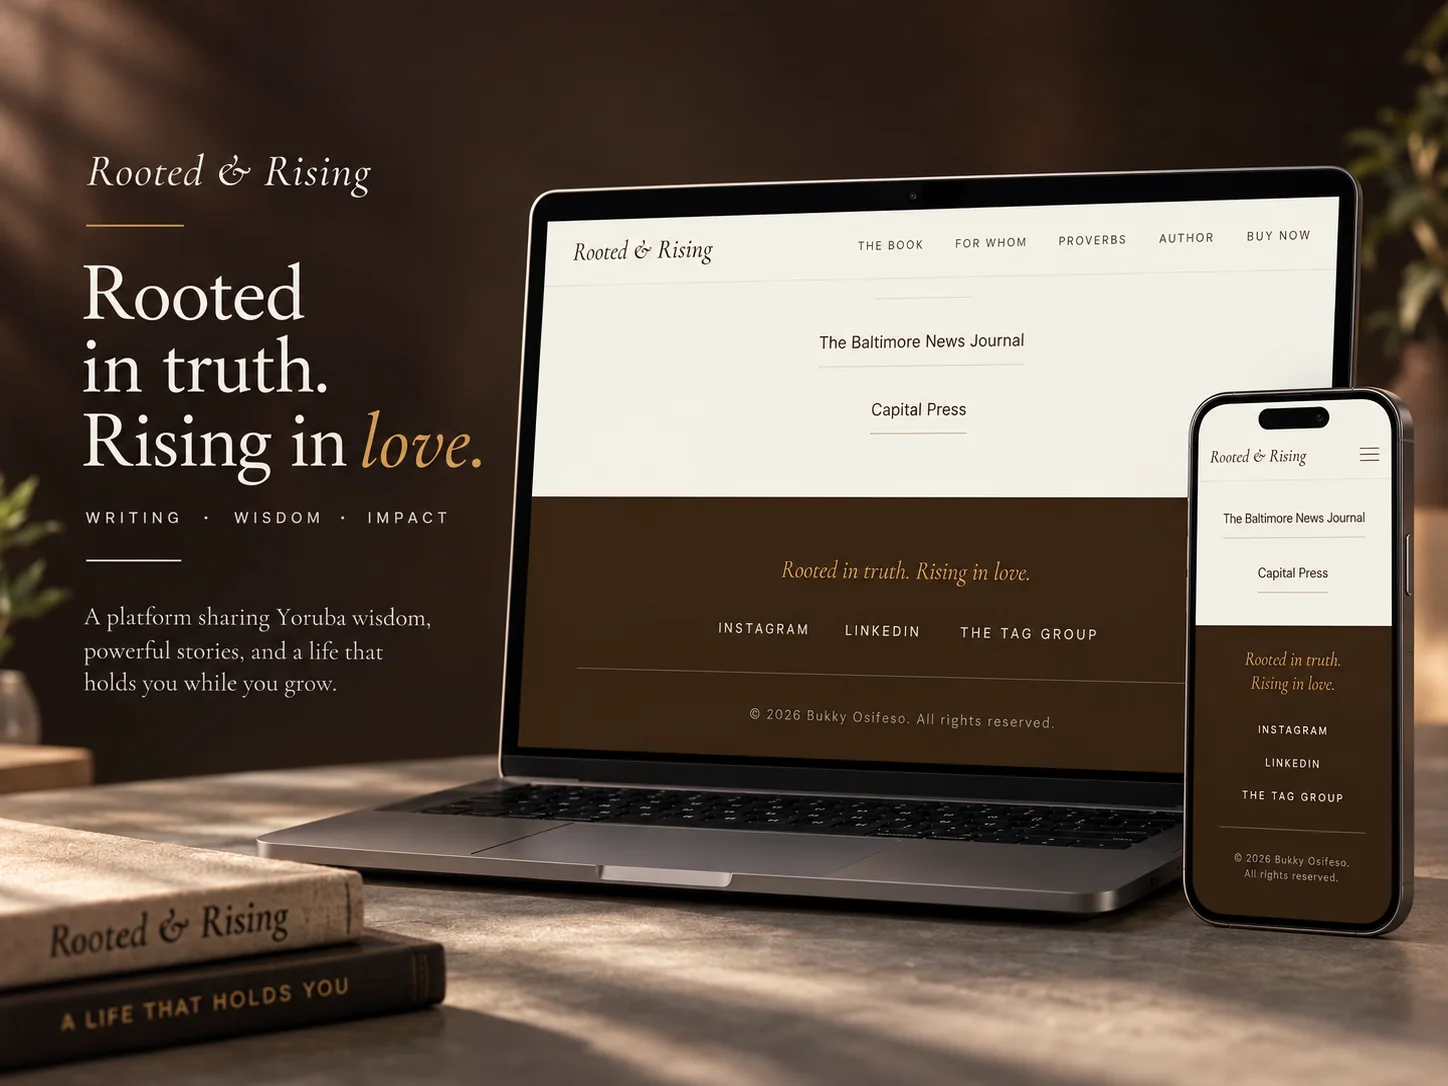 Rooted & Rising
Rooted
in truth.
Rising in love.
WRITING · WISDOM · IMPACT
A platform sharing Yoruba wisdom,
powerful stories, and a life that
holds you while you grow.
Rooted & Rising
THE BOOK FOR WHOM PROVERBS AUTHOR BUY NOW
The Baltimore News Journal
Capital Press
Rooted in truth. Rising in love.
INSTAGRAM LINKEDIN THE TAG GROUP
© 2026 Bukky Osifeso. All rights reserved.
Rooted & Rising
The Baltimore News Journal
Capital Press
Rooted in truth.
Rising in love.
INSTAGRAM
LINKEDIN
THE TAG GROUP
© 2026 Bukky Osifeso.
All rights reserved.
Rooted & Rising
A LIFE THAT HOLDS YOU